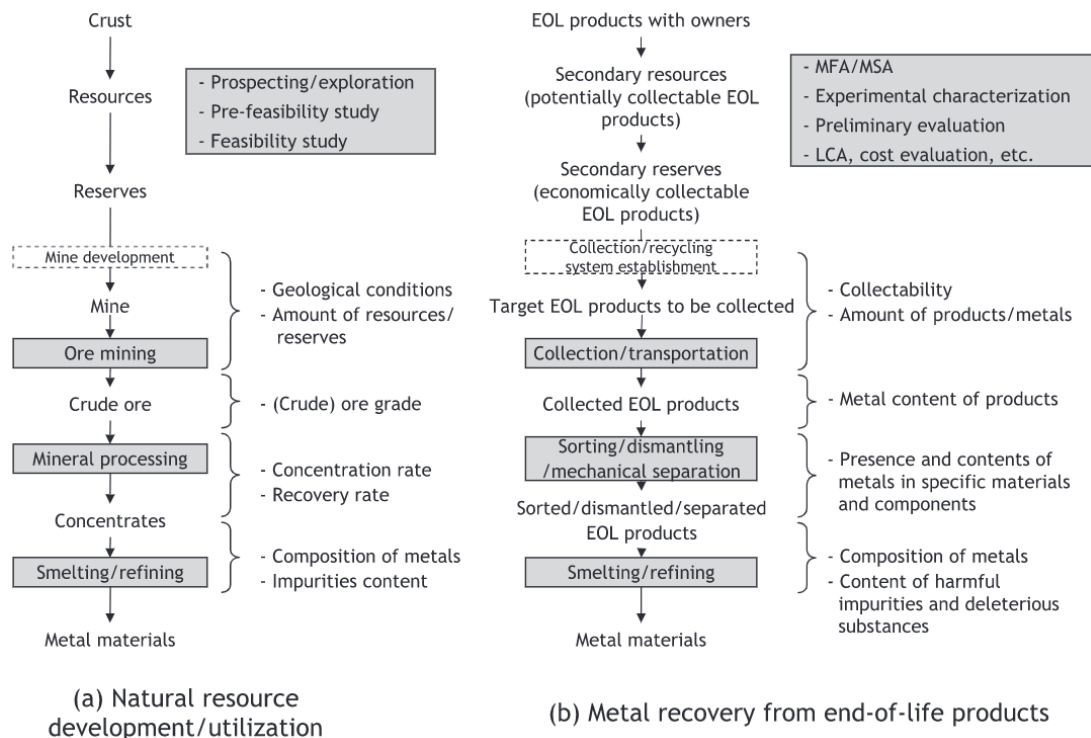 Crust
Resources
- Prospecting/exploration
- Pre-feasibility study
- Feasibility study
Reserves
Mine development
Mine
- Geological conditions
- Amount of resources/
reserves
Ore mining
Crude ore
- (Crude) ore grade
Mineral processing
- Concentration rate
- Recovery rate
Concentrates
Smelting/refining
- Composition of metals
- Impurities content
Metal materials
(a) Natural resource
development/utilization
EOL products with owners
Secondary resources
(potentially collectable EOL
products)
- MFA/MSA
- Experimental characterization
- Preliminary evaluation
- LCA, cost evaluation, etc.
Secondary reserves
(economically collectable
EOL products)
Collection/recycling
system establishment
Target EOL products to be collected
- Collectability
- Amount of products/metals
Collection/transportation
Collected EOL products
- Metal content of products
Sorting/dismantling
/mechanical separation
- Presence and contents of
metals in specific materials
and components
Sorted/dismantled/separated
EOL products
Smelting/refining
- Composition of metals
- Content of harmful
impurities and deleterious
substances
Metal materials
(b) Metal recovery from end-of-life products